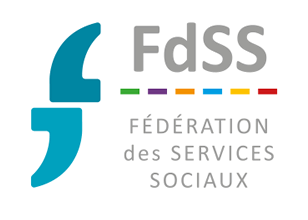 FdSS
FÉDÉRATION
des SERVICES
SOCIAUX